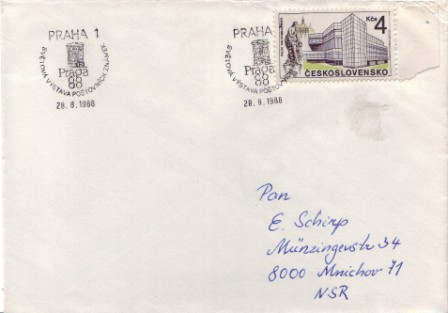 PRAHA 1
Praga
88
SVĚTOVÁ VÝSTAVA POŠTOVNÍCH ZNÁMEK
28.8.1988
PRAHA
Praga
88
SVĚTOVÁ VÝSTAVA POŠTOVNÍCH ZNÁMEK
28.8.1988
Kčs 4
ČESKOSLOVENSKO
Pan
E. Schirp
Münzingerstr 34
8000 Mnichov 71
NSR